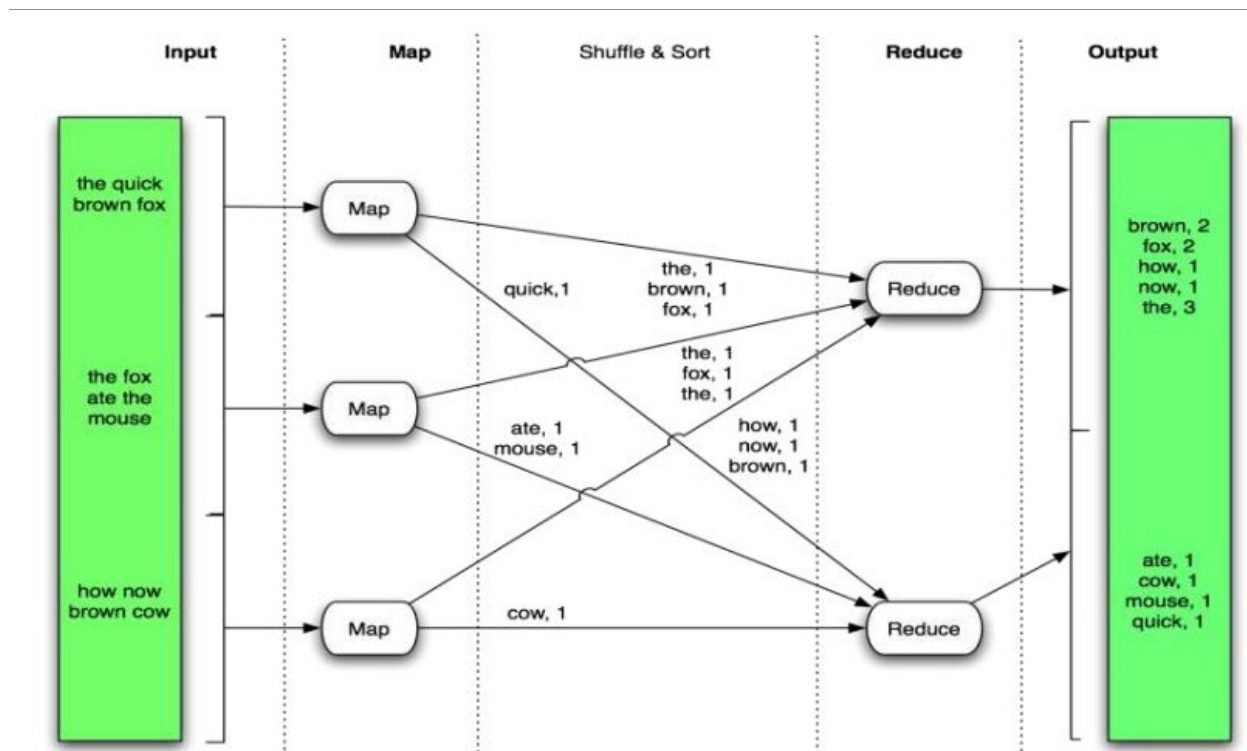 Input
Map
Shuffle & Sort
Reduce
Output
the quick
brown fox
the fox
ate the
mouse
how now
brown cow
Map
Map
Map
quick,1
the, 1
brown, 1
fox, 1
the, 1
fox, 1
the, 1
ate, 1
mouse, 1
how, 1
now, 1
brown, 1
cow, 1
Reduce
Reduce
brown, 2
fox, 2
how, 1
now, 1
the, 3
ate, 1
cow, 1
mouse, 1
quick, 1